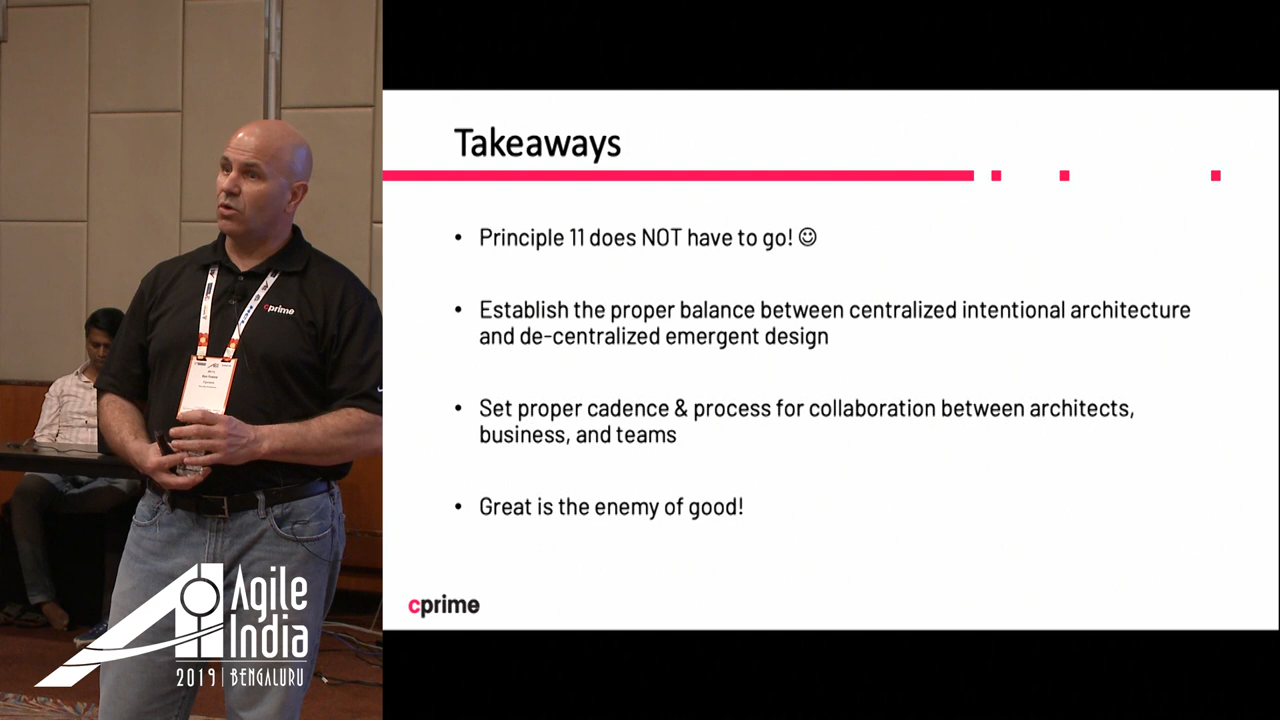 Takeaways
• Principle 11 does NOT have to go! ☺
• Establish the proper balance between centralized intentional architecture
and de-centralized emergent design
• Set proper cadence & process for collaboration between architects,
business, and teams
• Great is the enemy of good!
cprime
cprime
Agile
India
2019 | BENGALURU